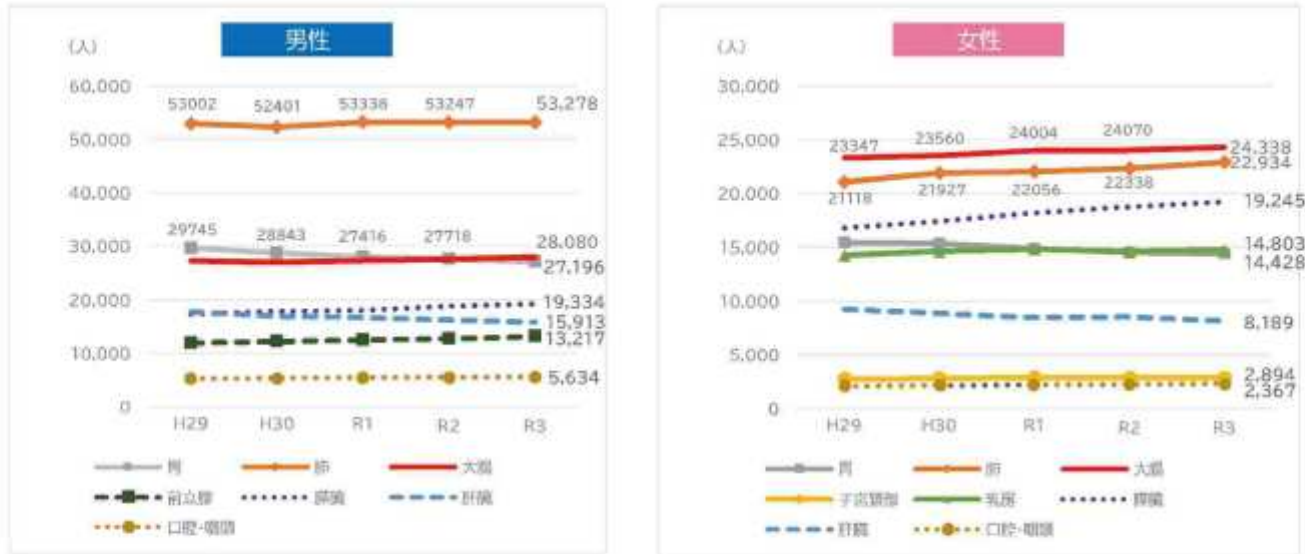 男性
(人)
60,000
53002
52401
53338
53247
53,278
50,000
40,000
29745
28843
27416
27718
28,080
30,000
27,196
20,000
19,334
15,913
13,217
10,000
5,634
0
H29
H30
R1
R2
R3
胃
肺
大腸
前立腺
膵臓
肝臓
口腔・咽頭
女性
(人)
30,000
25,000
23347
23560
24004
24070
24,338
22,934
20,000
21118
21927
22056
22338
19,245
15,000
14,803
14,428
10,000
8,189
5,000
2,894
2,367
0
H29
H30
R1
R2
R3
胃
肺
大腸
子宮頸部
乳房
膵臓
肝臓
口腔・咽頭